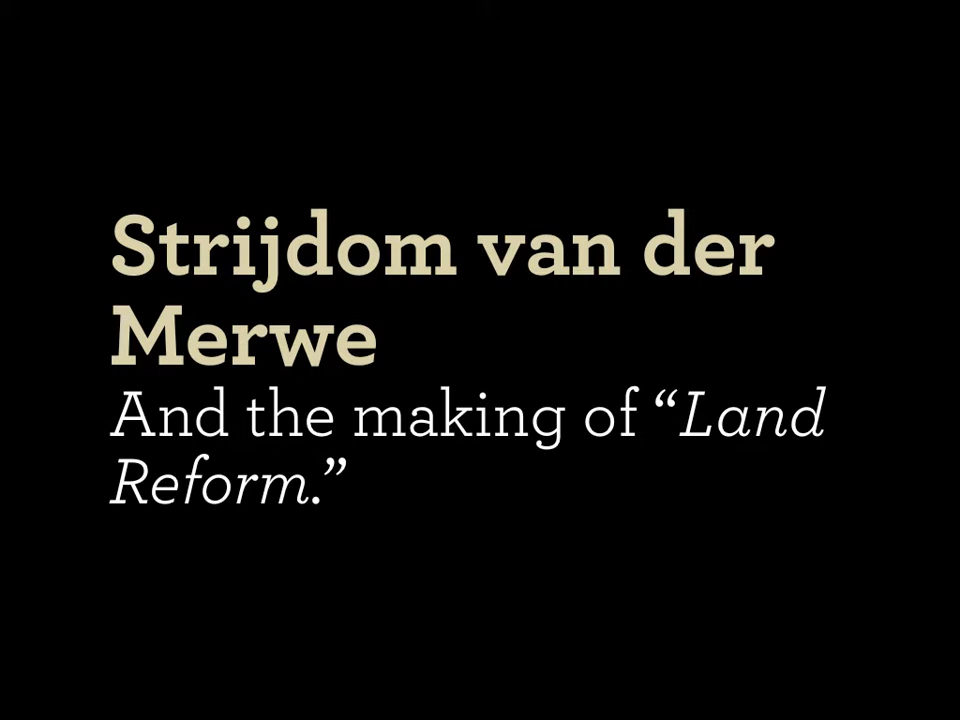 Strijdom van der
Merwe
And the making of “Land
Reform.”